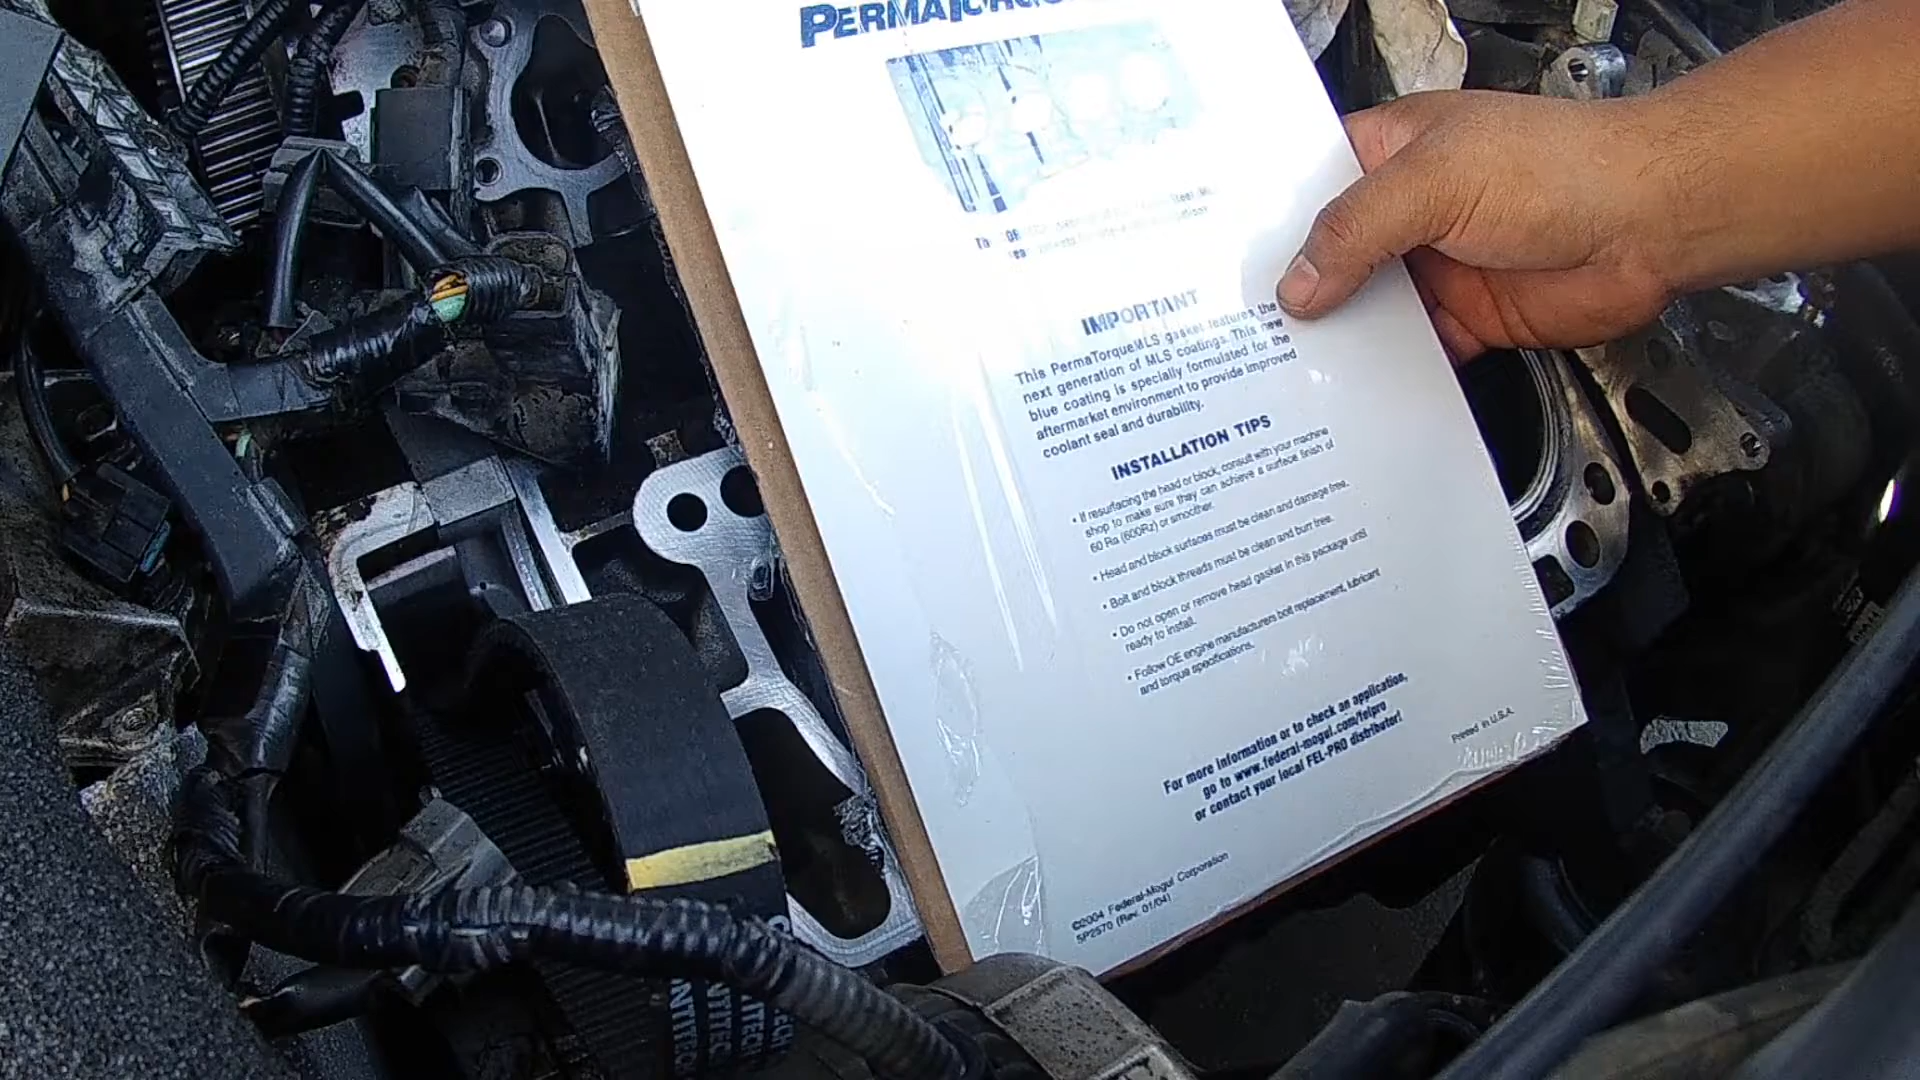 IMPORTANT
This PermaTorqueMLS gasket features the
next generation of MLS coatings. This new
blue coating is specially formulated for the
aftermarket environment to provide improved
coolant seal and durability.
INSTALLATION TIPS
• If resurfacing the head or block, consult with your machine
shop to make sure they can achieve a surface finish of
60 Ra (600Rz) or smoother.
• Head and block surfaces must be clean and damage free.
• Bolt and block threads must be clean and burr free.
• Do not open or remove head gasket in this package until
ready to install.
• Follow OE engine manufacturers bolt replacement, lubricant
and torque specifications.
For more information or to check an application,
go to www.federal-mogul.com/felpro
or contact your local FEL-PRO distributor!
Printed in U.S.A.
©2004 Federal-Mogul Corporation
SP2570 (Rev. 01/04)